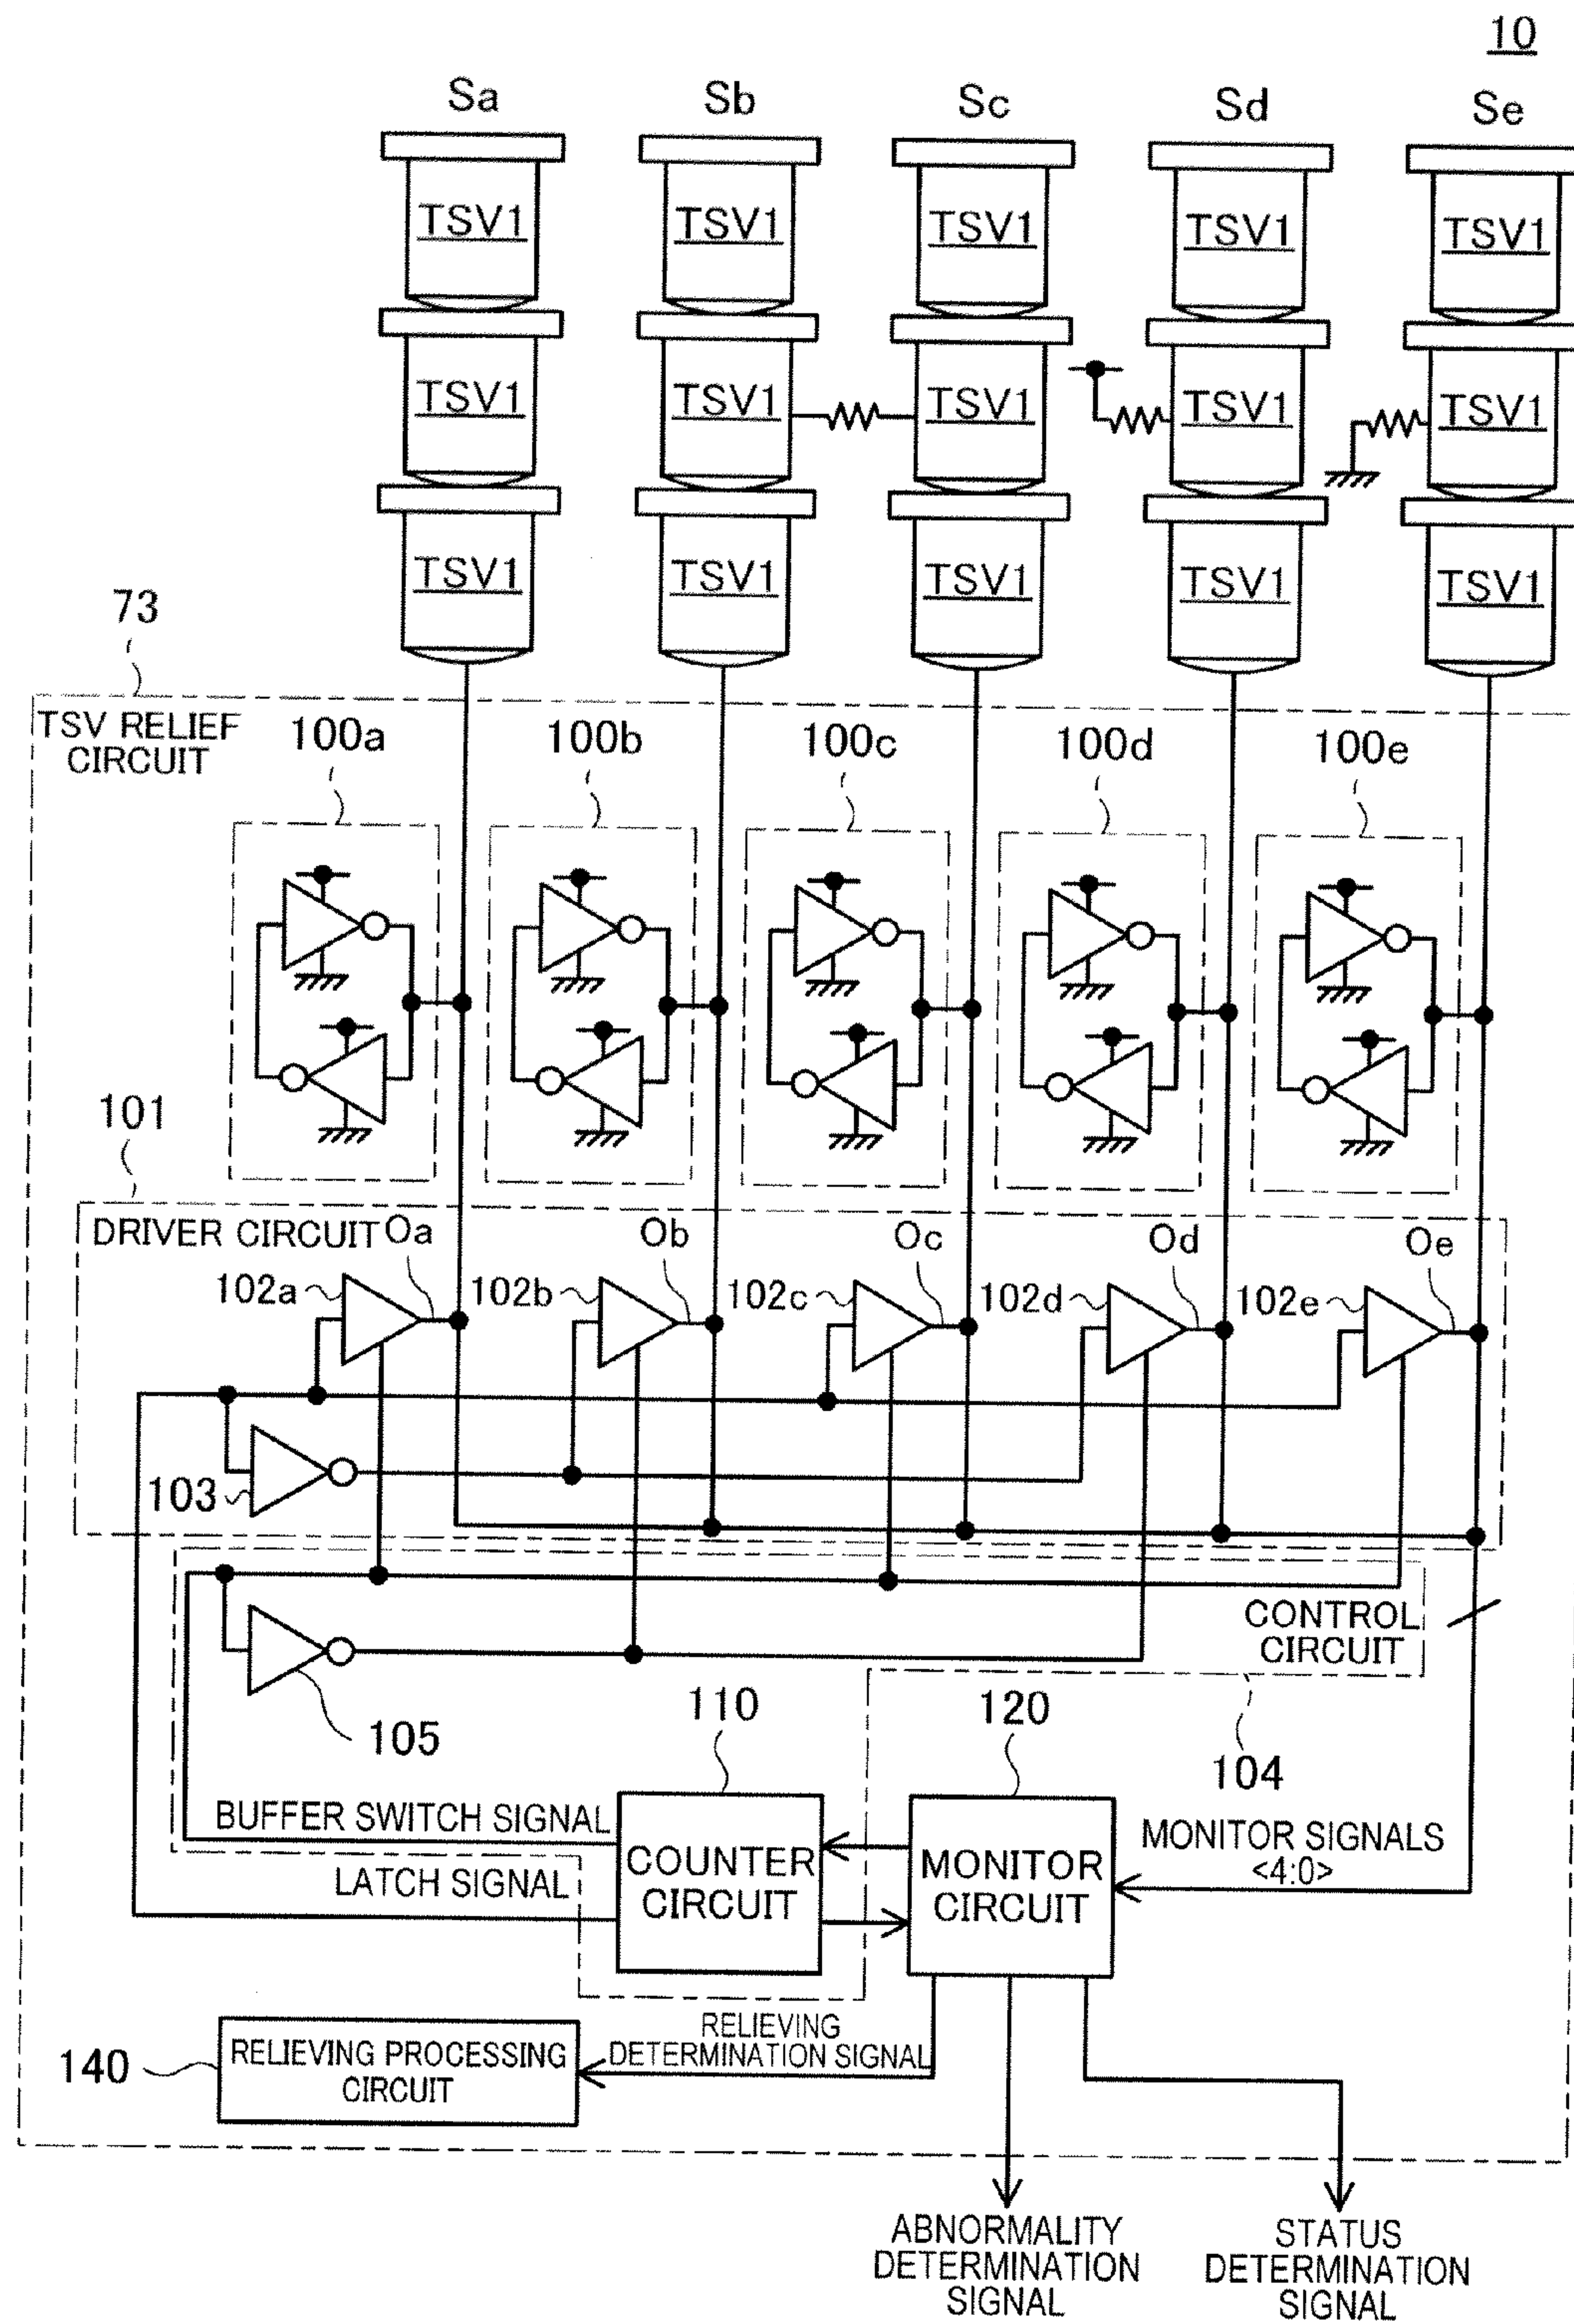 10
Sa Sb Sc Sd Se
TSV1 TSV1 TSV1 TSV1 TSV1
TSV1 TSV1 TSV1 TSV1 TSV1
TSV1 TSV1 TSV1 TSV1 TSV1
73
TSV RELIEF
CIRCUIT
100a 100b 100c 100d 100e
101
DRIVER CIRCUIT
Oa Ob Oc Od Oe
102a 102b 102c 102d 102e
103
CONTROL
CIRCUIT
105
110
120
104
BUFFER SWITCH SIGNAL
LATCH SIGNAL
COUNTER
CIRCUIT
MONITOR
CIRCUIT
MONITOR SIGNALS
<4:0>
RELIEVING
DETERMINATION SIGNAL
140
RELIEVING PROCESSING
CIRCUIT
ABNORMALITY
DETERMINATION
SIGNAL
STATUS
DETERMINATION
SIGNAL